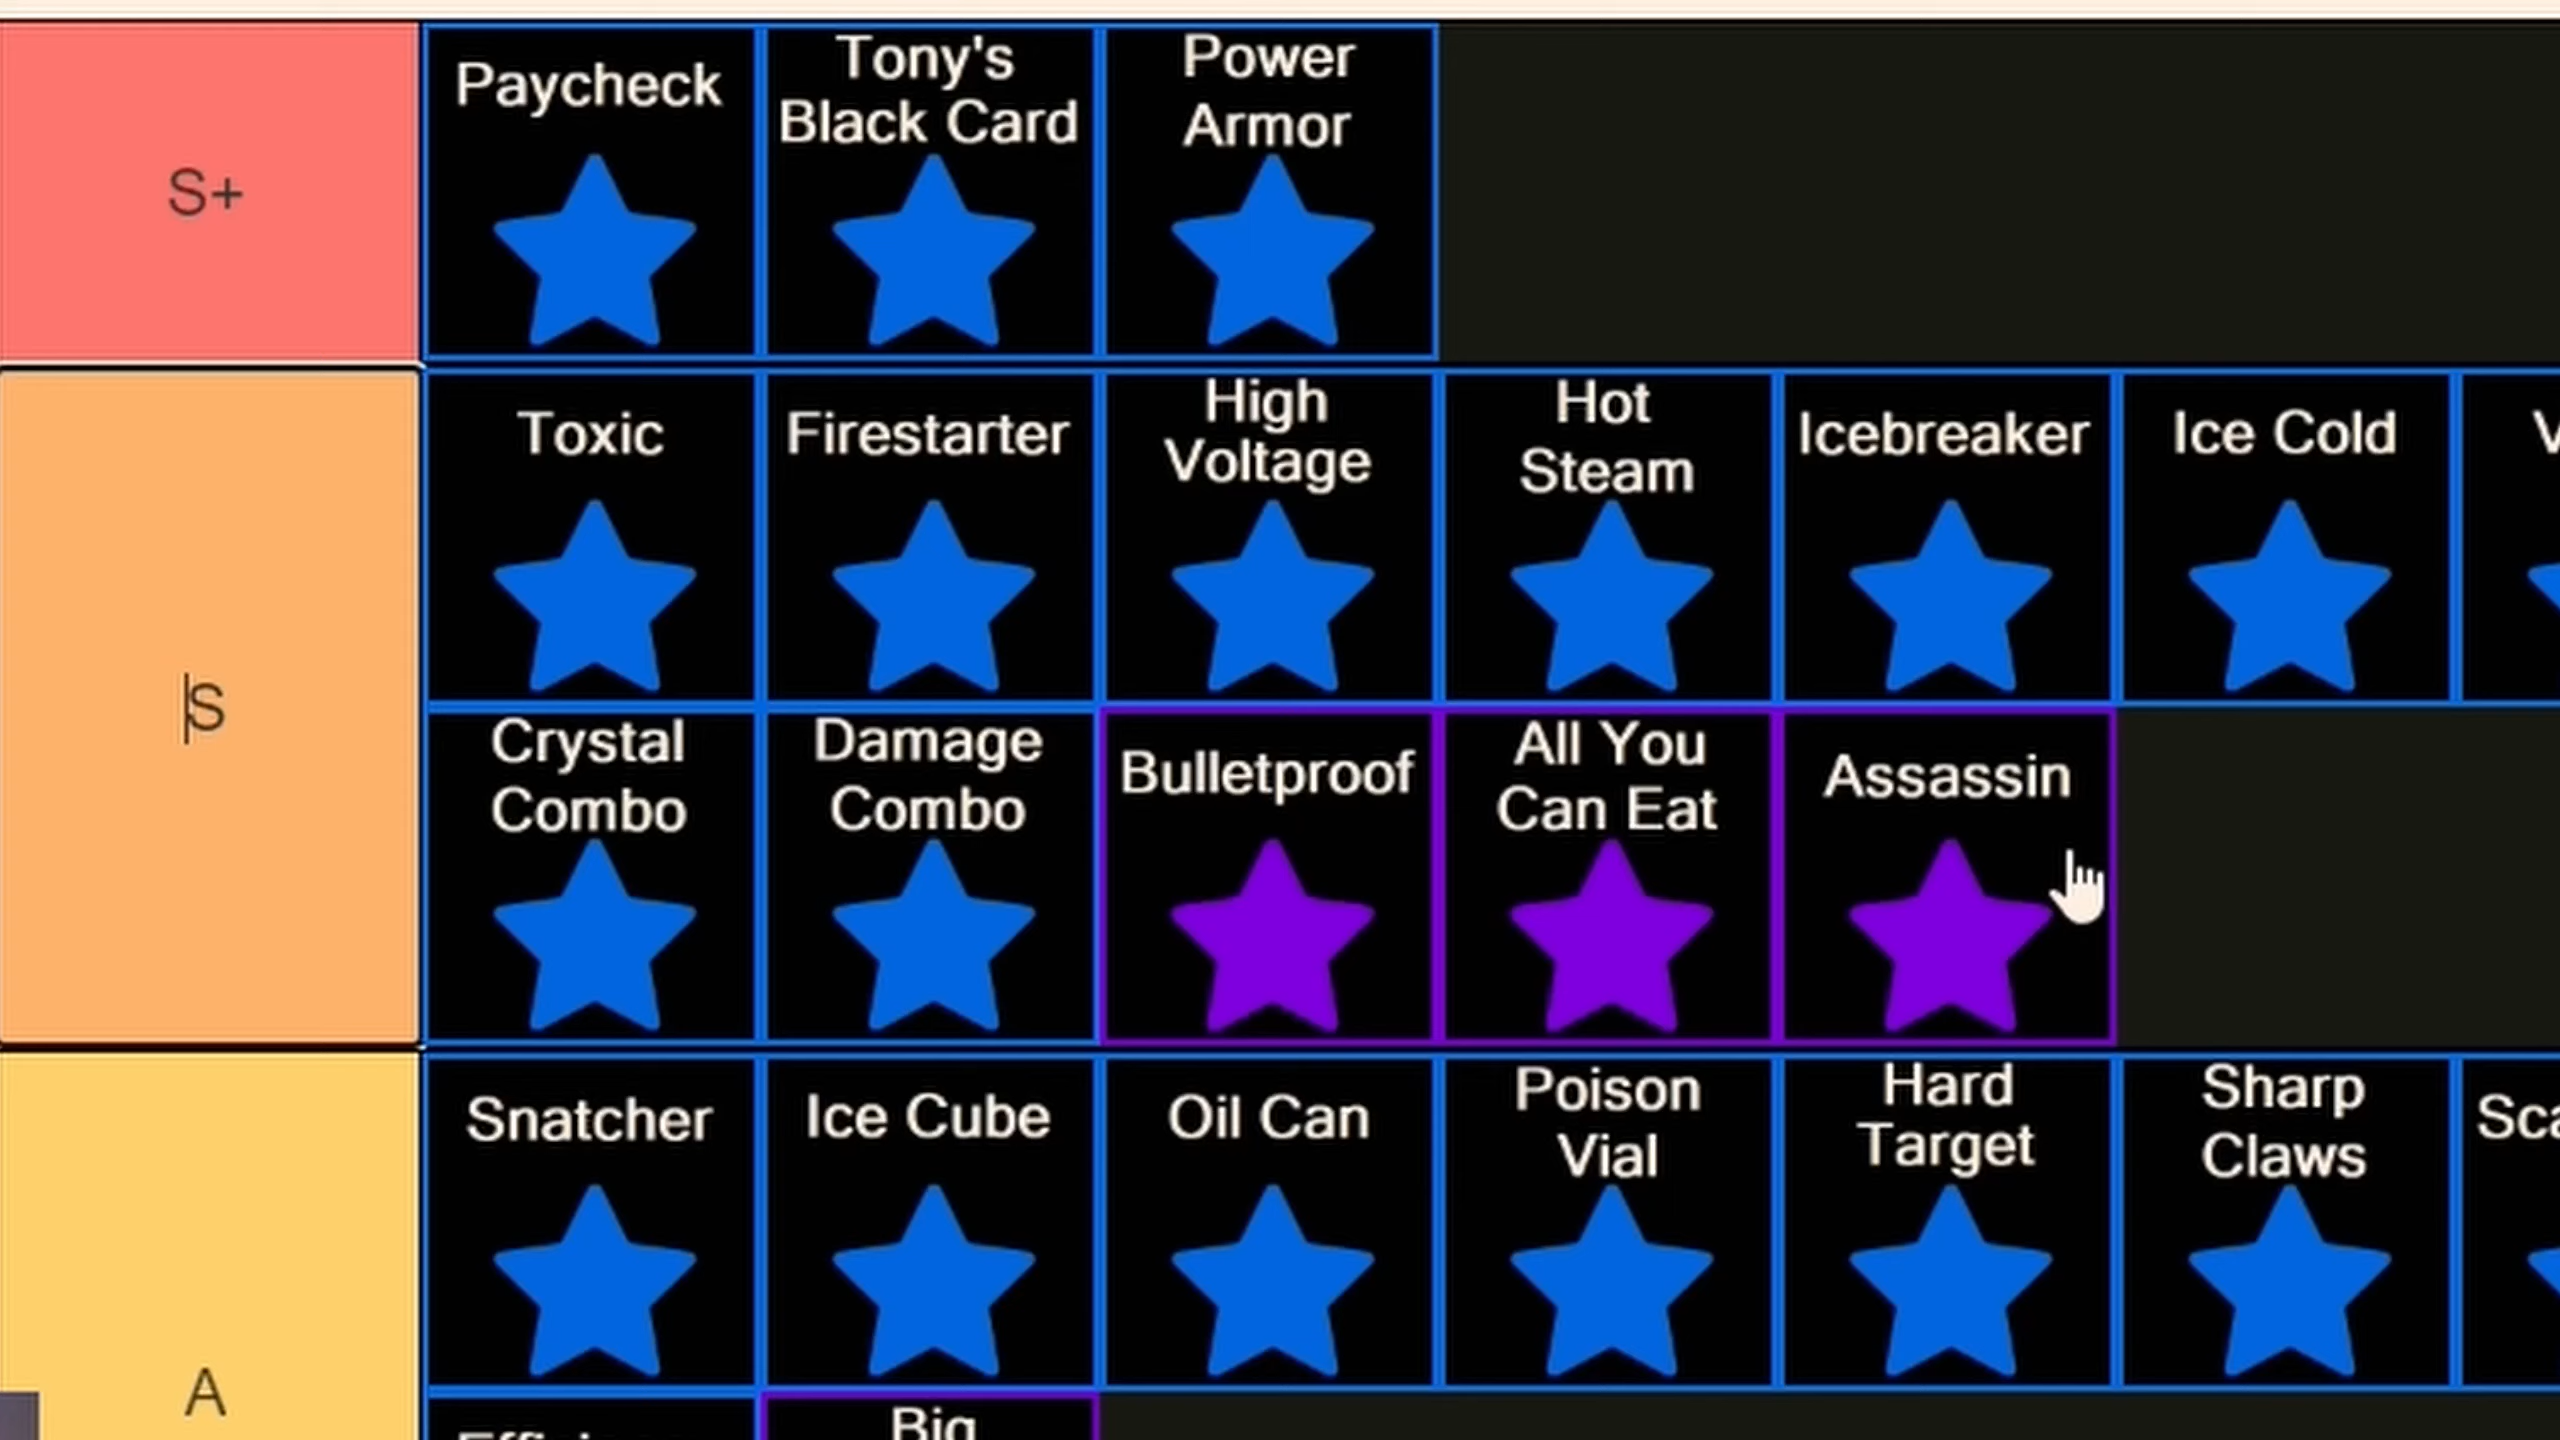 S+
Paycheck
Tony's
Black Card
Power
Armor
S
Toxic
Firestarter
High
Voltage
Hot
Steam
Icebreaker
Ice Cold
Crystal
Combo
Damage
Combo
Bulletproof
All You
Can Eat
Assassin
A
Snatcher
Ice Cube
Oil Can
Poison
Vial
Hard
Target
Sharp
Claws
Big